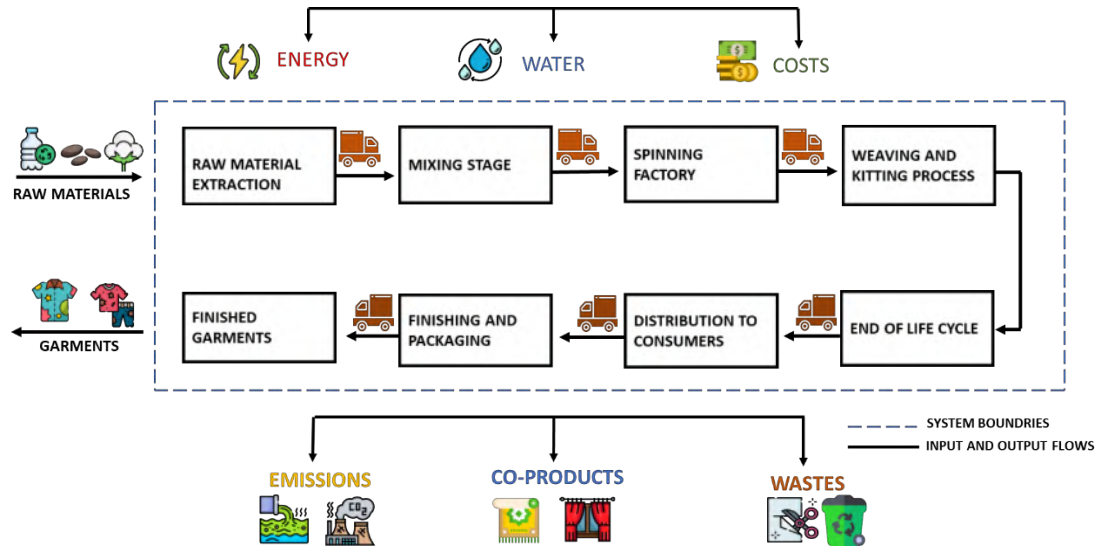 ENERGY
WATER
COSTS
RAW MATERIALS
RAW MATERIAL
EXTRACTION
MIXING STAGE
SPINNING
FACTORY
WEAVING AND
KITTING PROCESS
GARMENTS
FINISHED
GARMENTS
FINISHING AND
PACKAGING
DISTRIBUTION TO
CONSUMERS
END OF LIFE CYCLE
SYSTEM BOUNDRIES
INPUT AND OUTPUT FLOWS
EMISSIONS
CO2
CO-PRODUCTS
WASTES